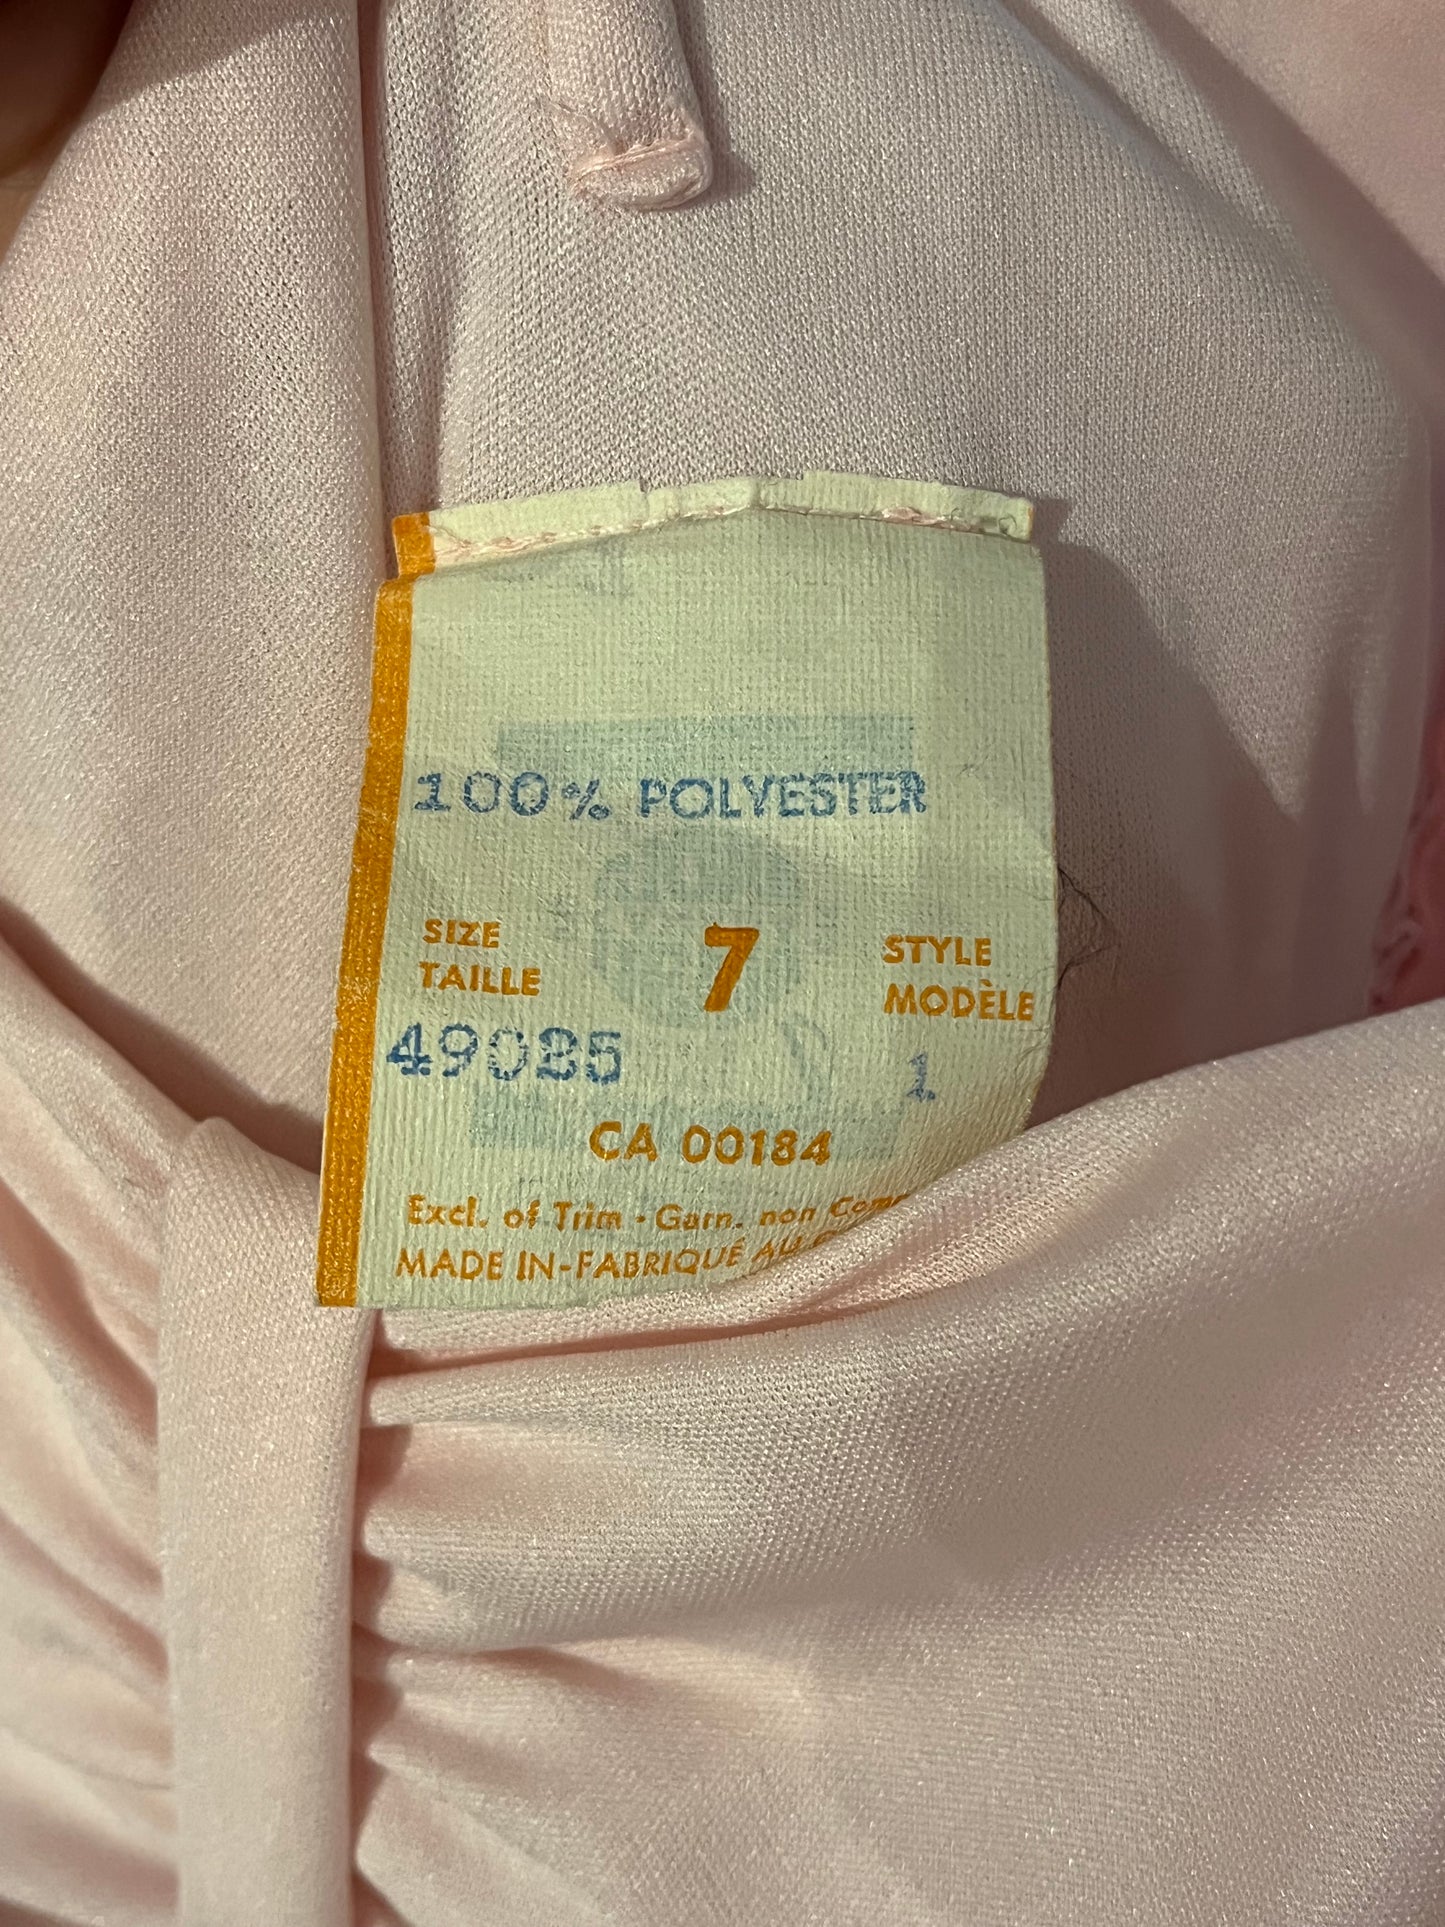 100% POLYESTER
SIZE
TAILLE
7
STYLE
MODÈLE
49025
1
CA 00184
Excl. of Trim - Garn. non
MADE IN-FABRIQUÉ AU